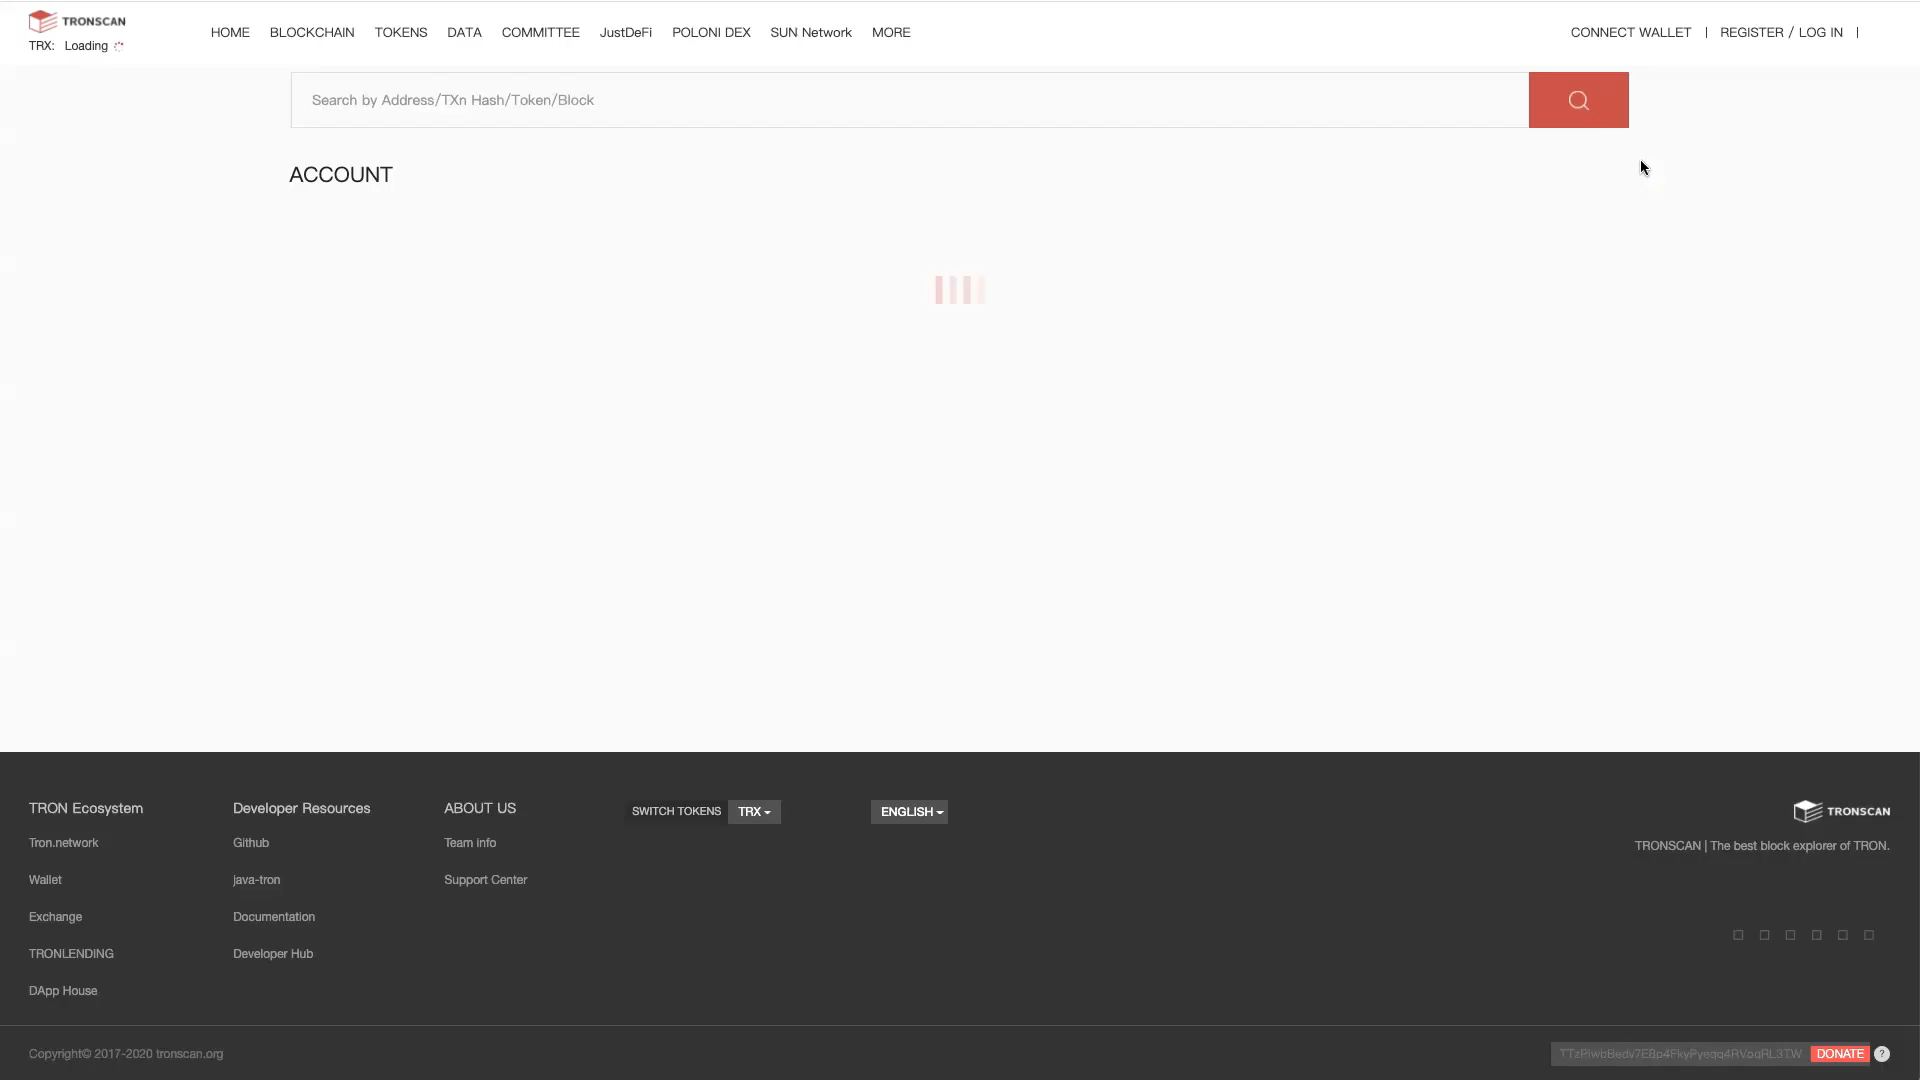 TRONSCAN
TRX: Loading
HOME BLOCKCHAIN TOKENS DATA COMMITTEE JustDeFi POLONI DEX SUN Network MORE
CONNECT WALLET | REGISTER / LOG IN |
Search by Address/TXn Hash/Token/Block
ACCOUNT
TRON Ecosystem
Tron.network
Wallet
Exchange
TRONLENDING
DApp House
Developer Resources
Github
java-tron
Documentation
Developer Hub
ABOUT US
Team info
Support Center
SWITCH TOKENS TRX
ENGLISH
TRONSCAN
TRONSCAN | The best block explorer of TRON.
Copyright© 2017-2020 tronscan.org
DONATE ?